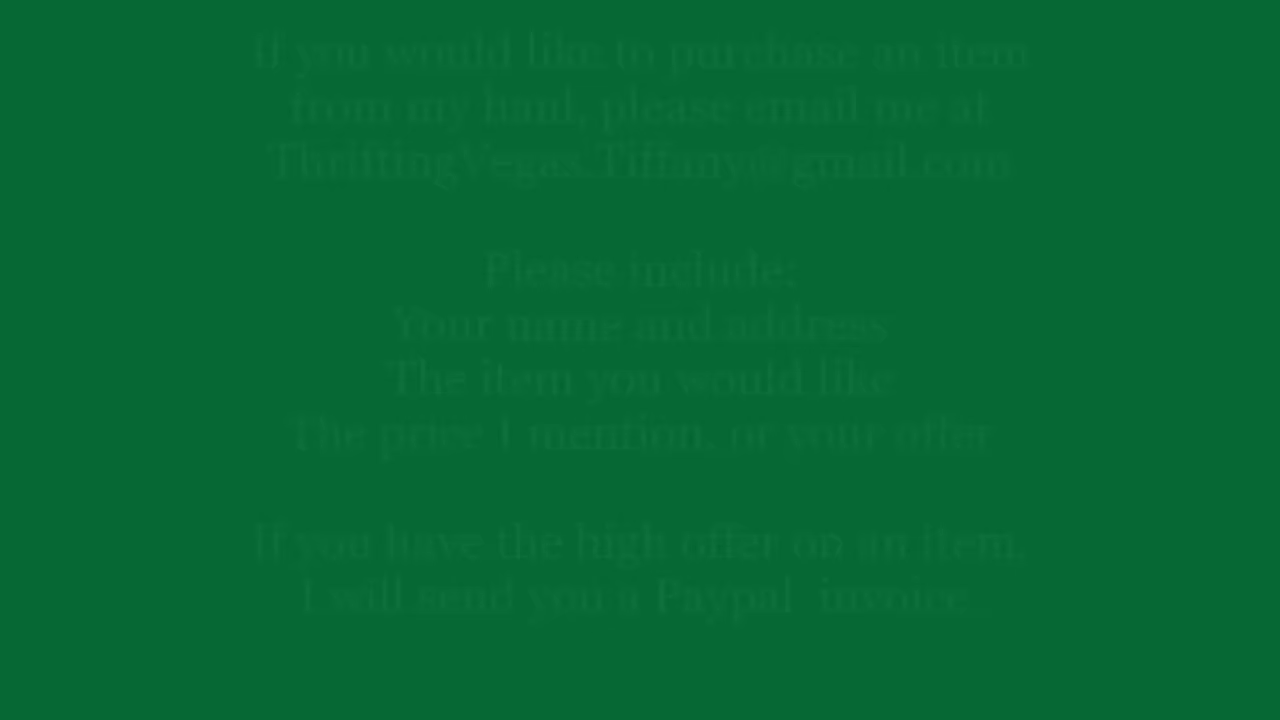 If you would like to purchase an item
from my haul, please email me at
ThriftingVegas.Tiffany@gmail.com
Please include:
Your name and address
The item you would like
The price I mention, or your offer
If you have the high offer on an item,
I will send you a Paypal invoice.